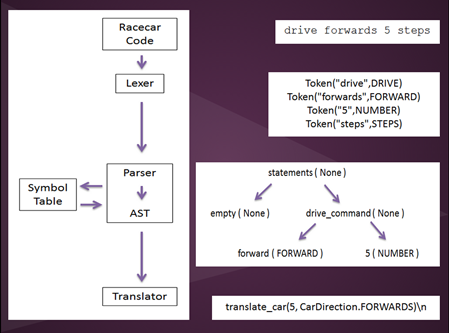 Racecar
Code
Lexer
Parser
AST
Symbol
Table
Translator
drive forwards 5 steps
Token("drive",DRIVE)
Token("forwards",FORWARD)
Token("5",NUMBER)
Token("steps",STEPS)
statements ( None )
empty ( None ) drive_command ( None )
forward ( FORWARD ) 5 ( NUMBER )
translate_car(5, CarDirection.FORWARDS)\n